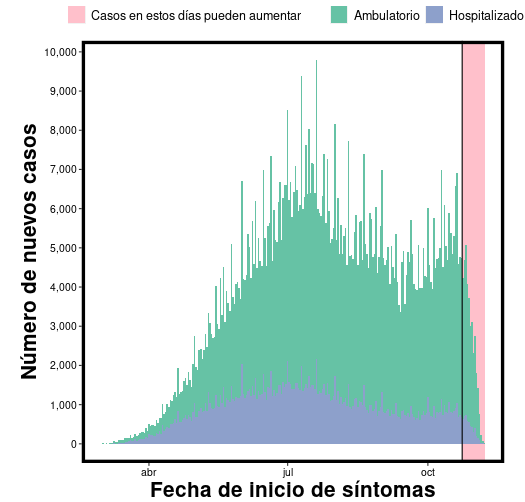 Casos en estos días pueden aumentar Ambulatorio Hospitalizado
10,000
9,000
8,000
7,000
6,000
5,000
4,000
3,000
2,000
1,000
0
Número de nuevos casos
abr jul oct
Fecha de inicio de síntomas